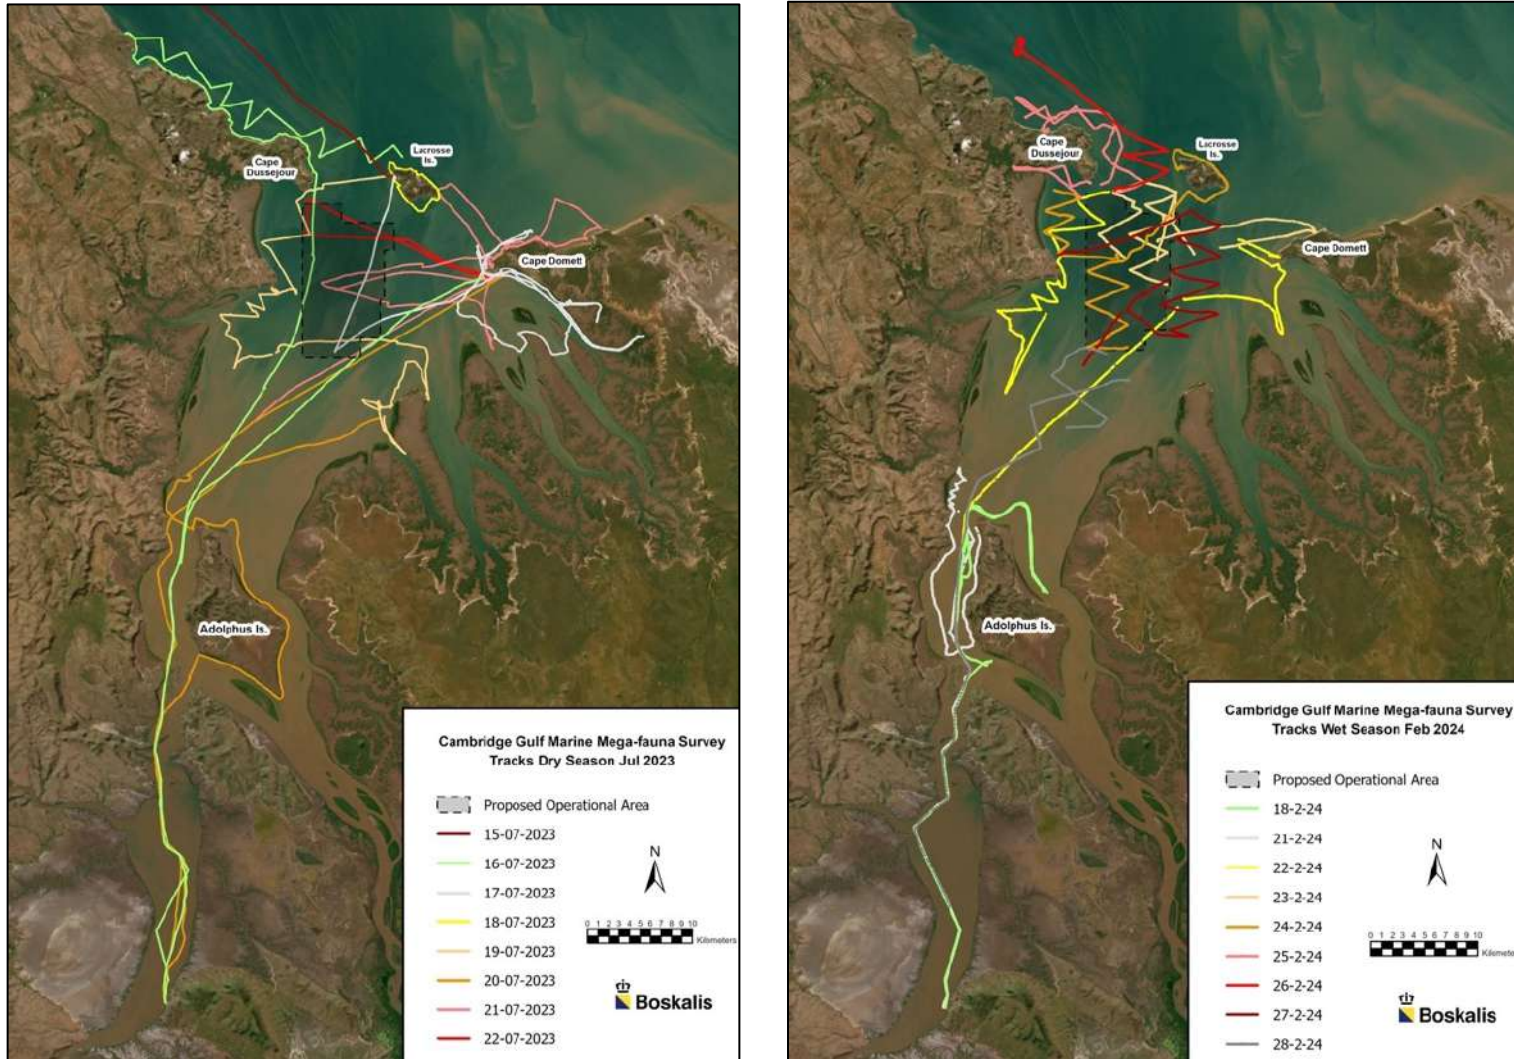 Cape
Dussejour
Lacrosse
Is.
Cape Domett
Adolphus Is.
Cambridge Gulf Marine Mega-fauna Survey
Tracks Dry Season Jul 2023
Proposed Operational Area
15-07-2023
16-07-2023
17-07-2023
18-07-2023
19-07-2023
20-07-2023
21-07-2023
22-07-2023
N
0 1 2 3 4 5 6 7 8 9 10
Kilometers
Boskalis
Cape
Dussejour
Lacrosse
Is.
Cape Domett
Adolphus Is.
Cambridge Gulf Marine Mega-fauna Survey
Tracks Wet Season Feb 2024
Proposed Operational Area
18-2-24
21-2-24
22-2-24
23-2-24
24-2-24
25-2-24
26-2-24
27-2-24
28-2-24
N
0 1 2 3 4 5 6 7 8 9 10
Kilometers
Boskalis